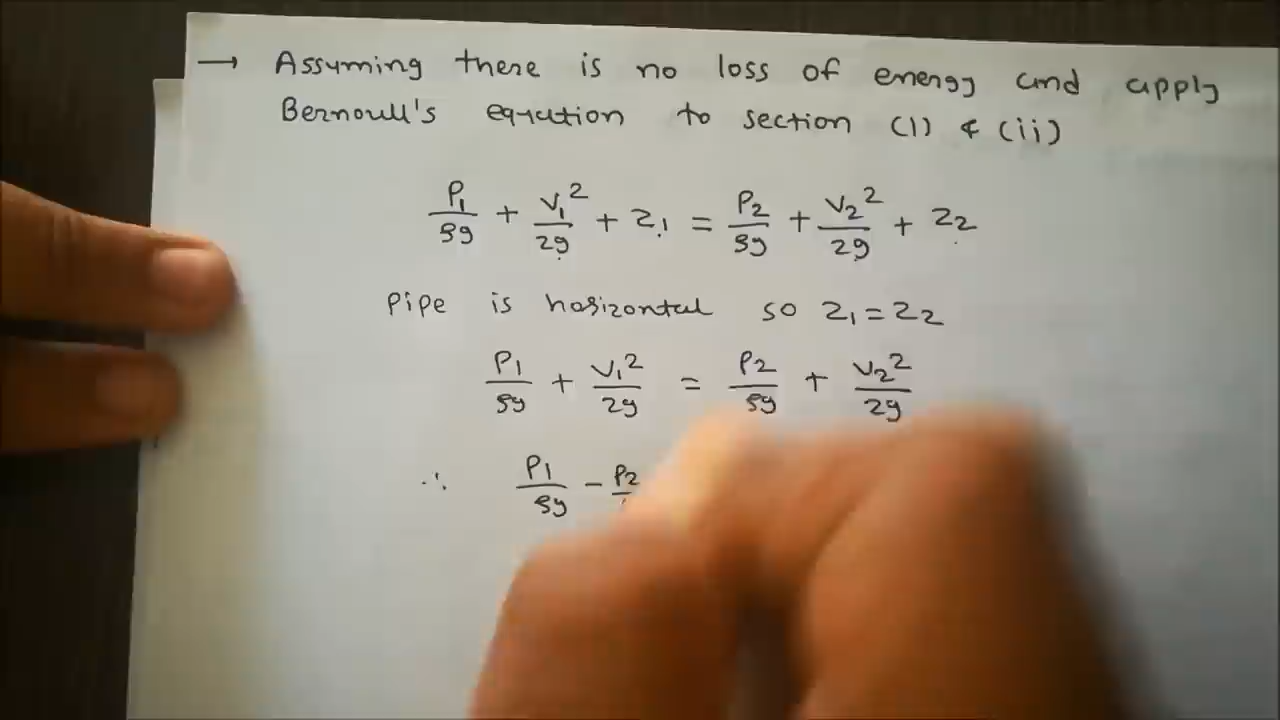 → Assuming there is no loss of energy and apply
Bernoull's equation to section (1) & (ii)
P₁/ρg + V₁²/2g + Z₁ = P₂/ρg + V₂²/2g + Z₂
Pipe is horizontal so Z₁ = Z₂
P₁/ρg + V₁²/2g = P₂/ρg + V₂²/2g
∴ P₁/ρg - P₂